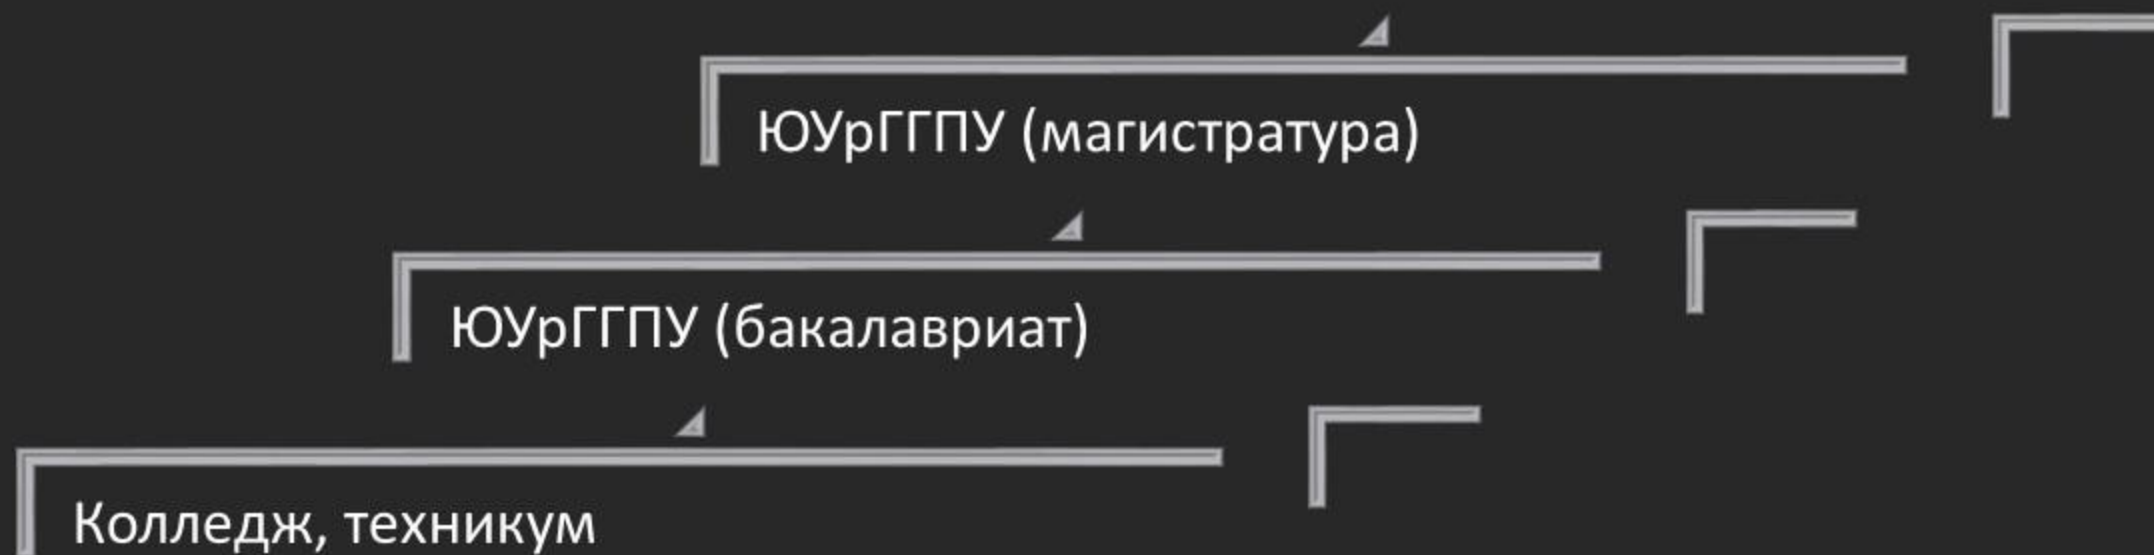 ЮУрГГПУ (магистратура)
ЮУрГГПУ (бакалавриат)
Колледж, техникум